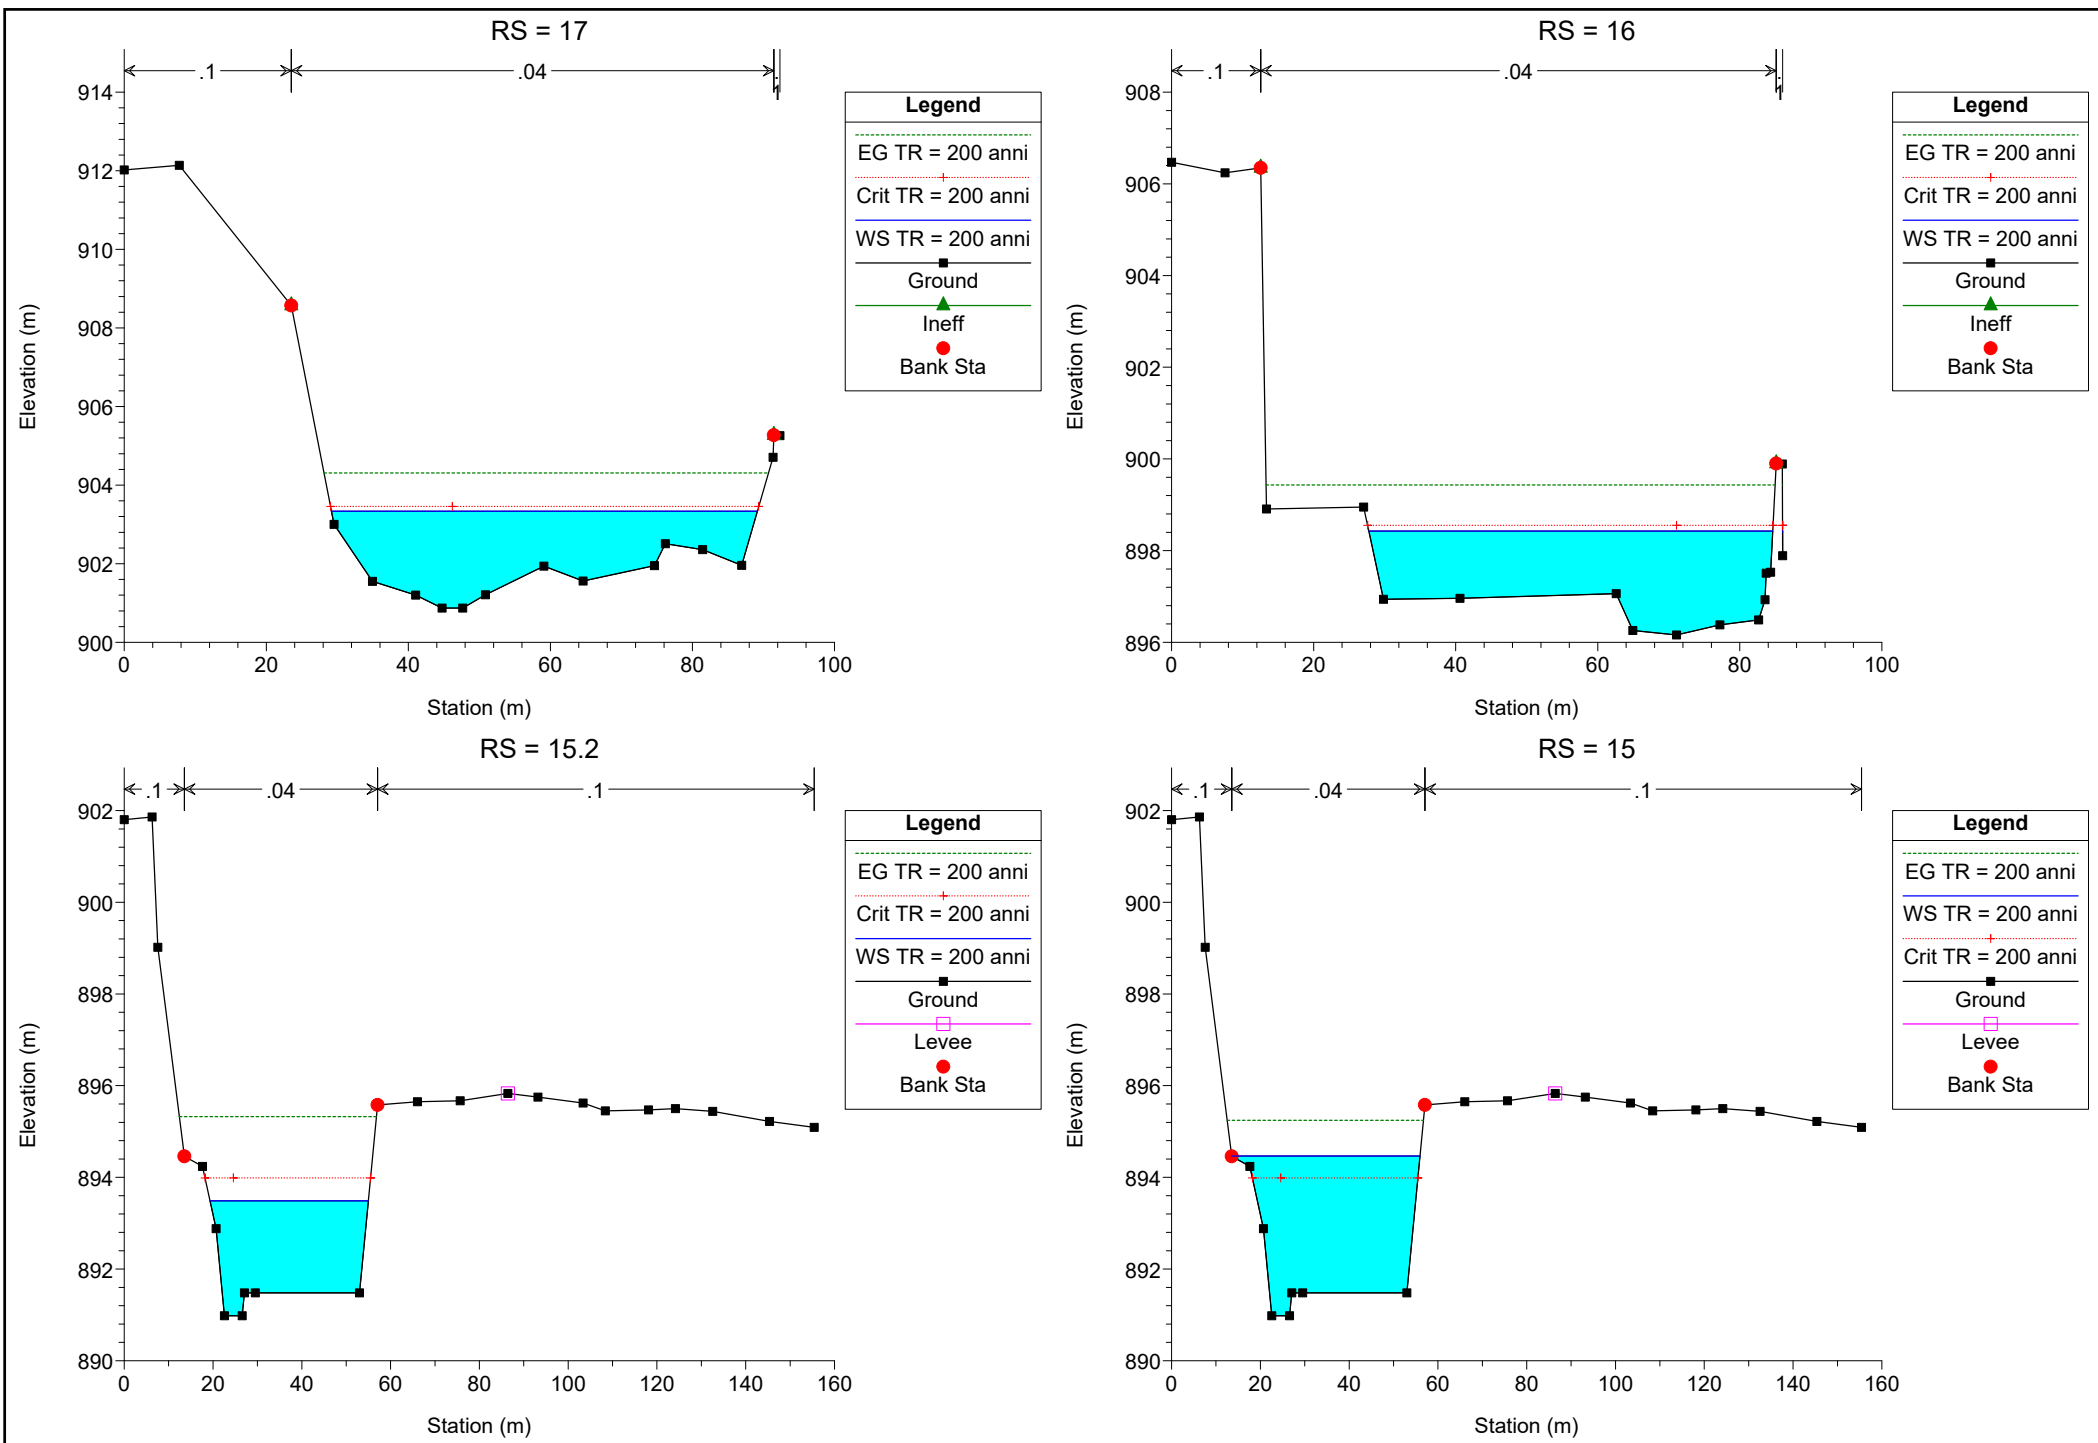 RS = 17
.1 .04 .1
914
912
910
908
906
904
902
900
0 20 40 60 80 100
Elevation (m)
Station (m)
Legend
EG TR = 200 anni
Crit TR = 200 anni
WS TR = 200 anni
Ground
Ineff
Bank Sta
RS = 16
.1 .04 .1
908
906
904
902
900
898
896
0 20 40 60 80 100
Elevation (m)
Station (m)
Legend
EG TR = 200 anni
Crit TR = 200 anni
WS TR = 200 anni
Ground
Ineff
Bank Sta
RS = 15.2
.1 .04 .1
902
900
898
896
894
892
890
0 20 40 60 80 100 120 140 160
Elevation (m)
Station (m)
Legend
EG TR = 200 anni
Crit TR = 200 anni
WS TR = 200 anni
Ground
Levee
Bank Sta
RS = 15
.1 .04 .1
902
900
898
896
894
892
890
0 20 40 60 80 100 120 140 160
Elevation (m)
Station (m)
Legend
EG TR = 200 anni
WS TR = 200 anni
Crit TR = 200 anni
Ground
Levee
Bank Sta